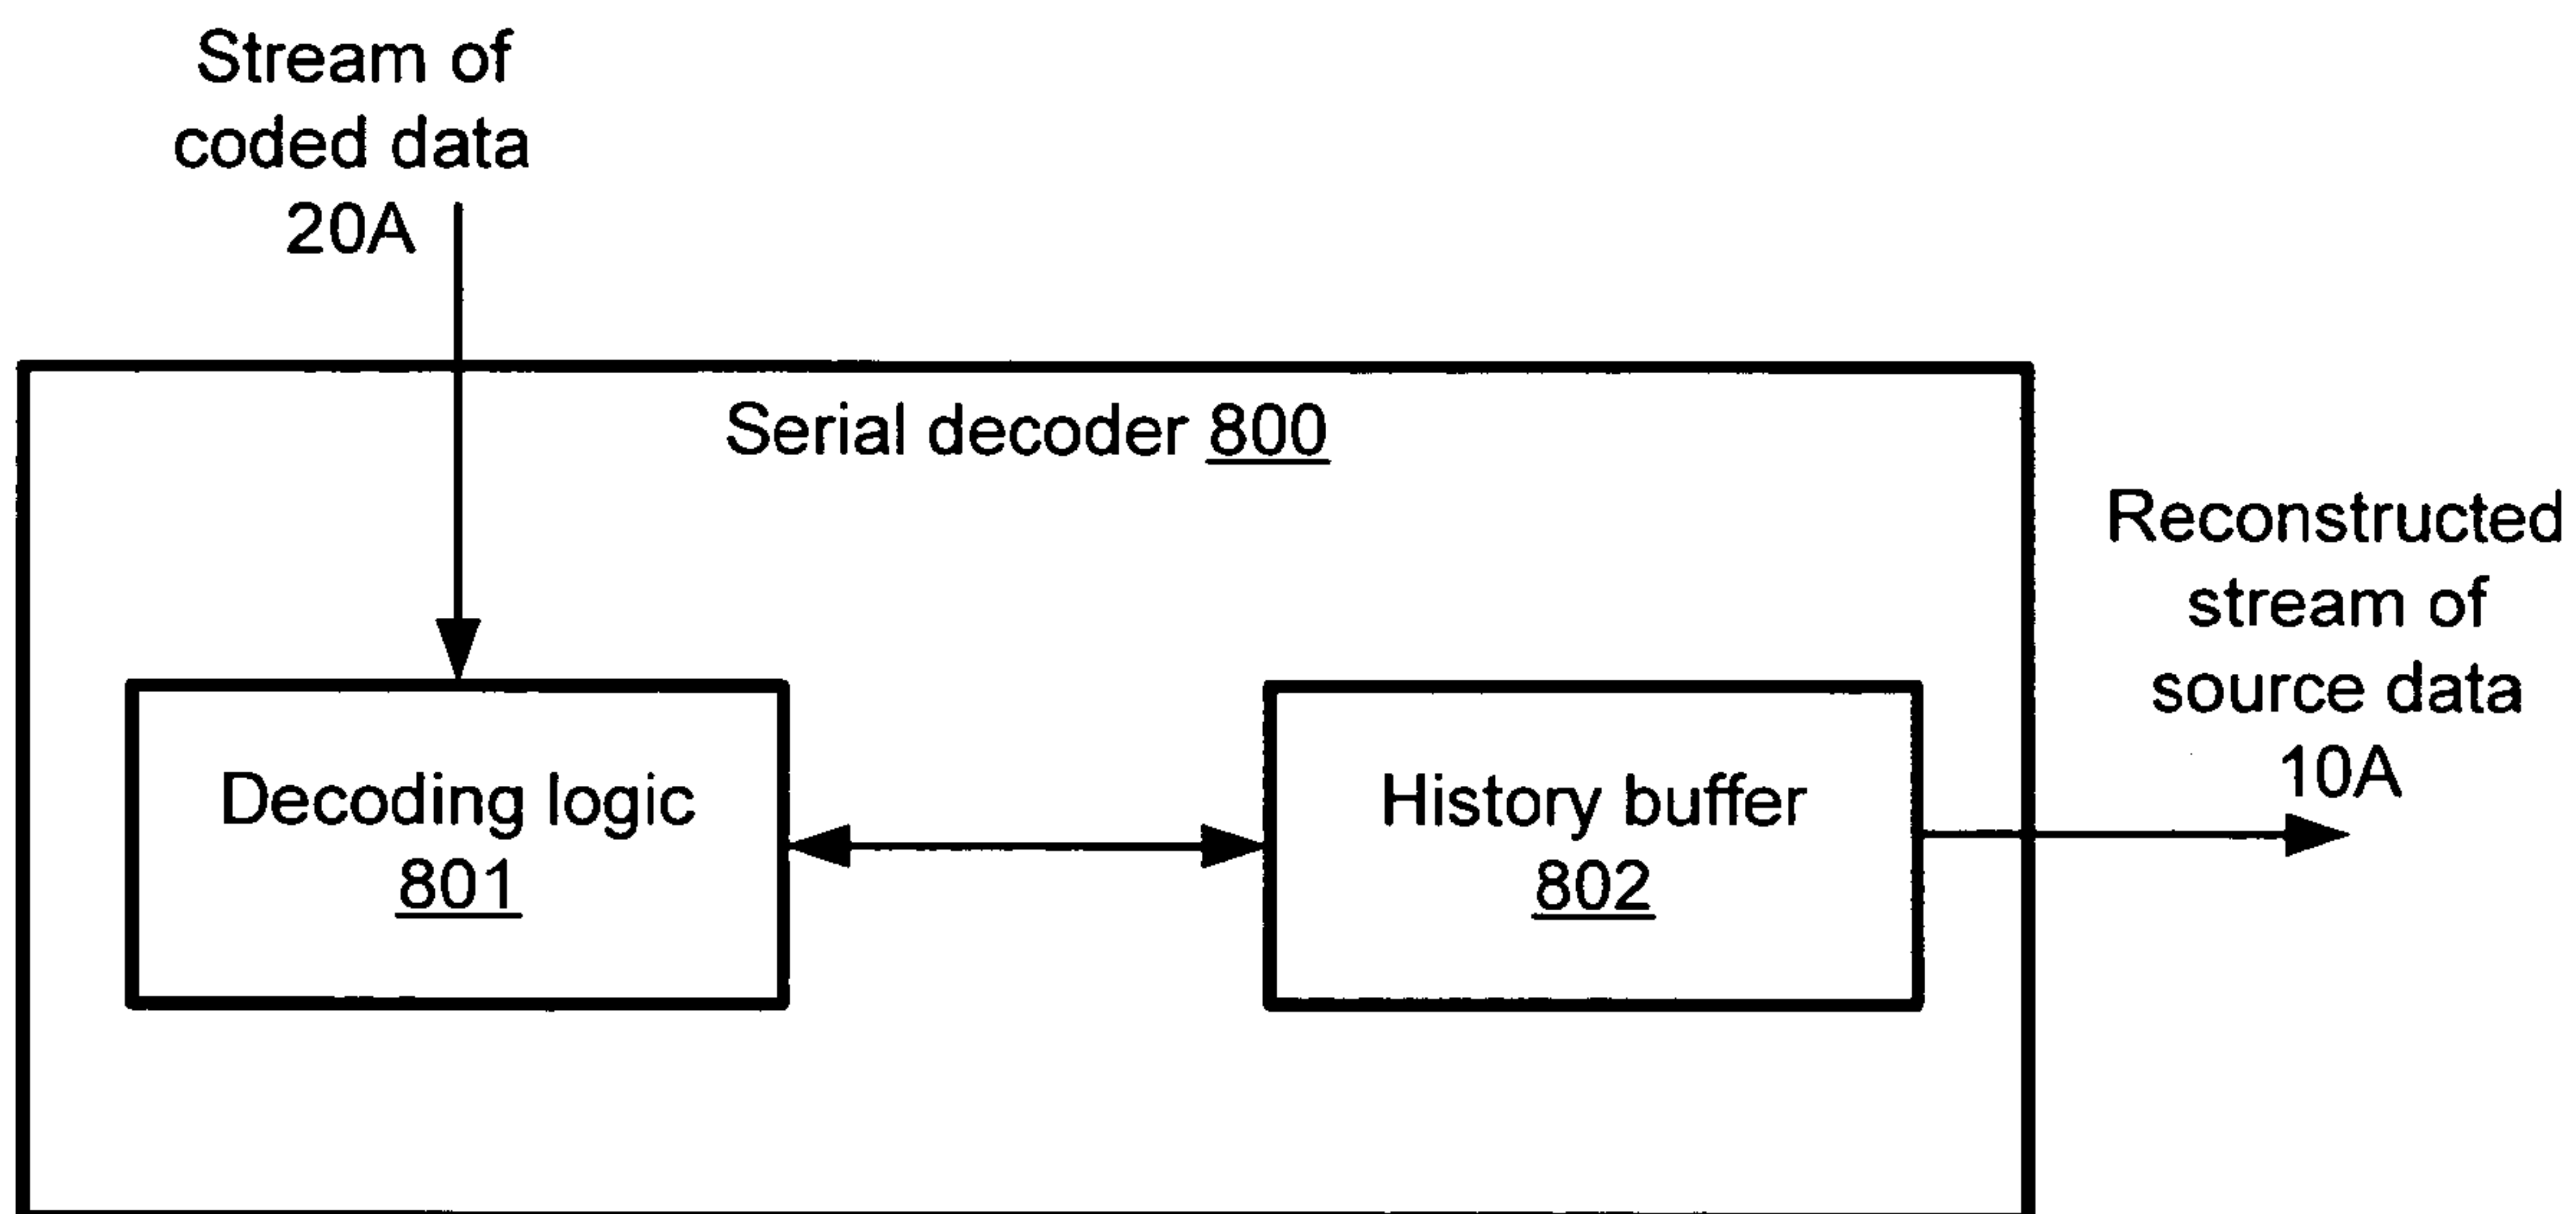 Stream of
coded data
20A
Serial decoder 800
Reconstructed
stream of
source data
10A
Decoding logic
801
History buffer
802